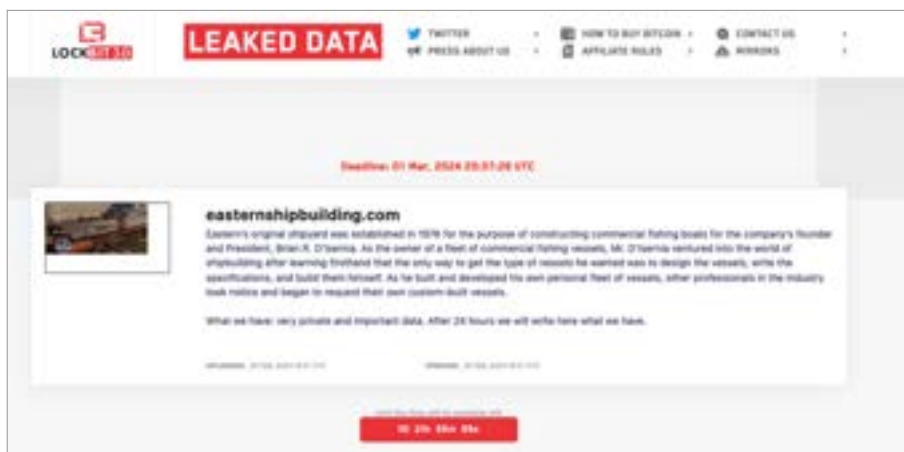 LOCKBIT 3.0
LEAKED DATA
TWITTER
PRESS ABOUT US
HOW TO BUY BITCOIN
AFFILIATE RULES
CONTACT US
MIRRORS
Deadline: 01 Mar, 2024 UTC
easternshipbuilding.com
Eastern's original shipyard was established in 1976 for the purpose of constructing commercial fishing boats for the company's founder
and President, Brian R. D'Isernia. As the owner of a fleet of commercial fishing vessels, Mr. D'Isernia ventured into the world of
shipbuilding after learning firsthand that the only way to get the type of vessels he wanted was to design the vessels, write the
specifications, and build them himself. As he built and developed his own personal fleet of vessels, other professionals in the industry
took notice and began to request their own custom-built vessels.
What we have: very private and important data. After 24 hours we will write here what we have.